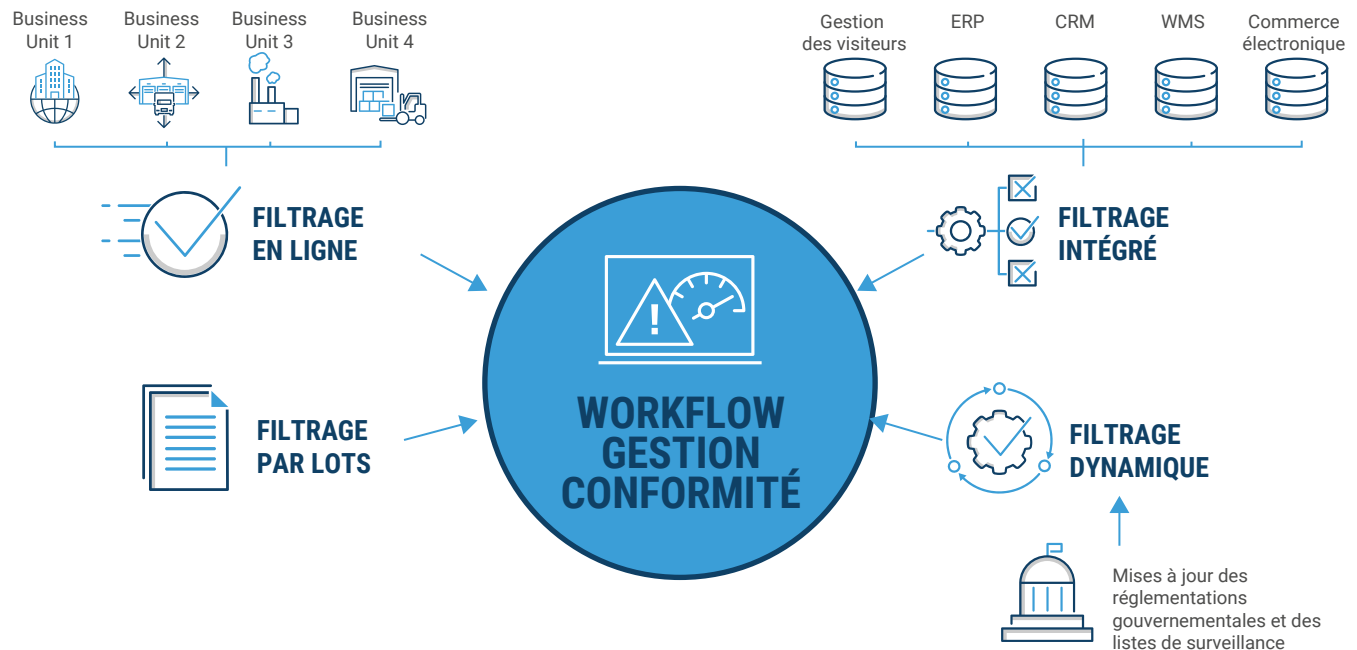 Business
Unit 1
Business
Unit 2
Business
Unit 3
Business
Unit 4
Gestion
des visiteurs
ERP
CRM
WMS
Commerce
électronique
FILTRAGE
EN LIGNE
FILTRAGE
INTÉGRÉ
!
WORKFLOW
GESTION
CONFORMITÉ
FILTRAGE
PAR LOTS
FILTRAGE
DYNAMIQUE
Mises à jour des
réglementations
gouvernementales et des
listes de surveillance